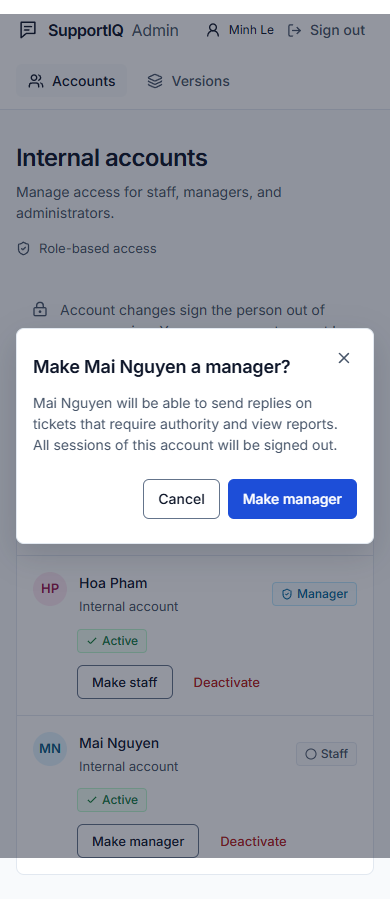 SupportIQ Admin
Minh Le
Sign out
Accounts
Versions
Internal accounts
Manage access for staff, managers, and
administrators.
Role-based access
Account changes sign the person out of
Make Mai Nguyen a manager?
Mai Nguyen will be able to send replies on
tickets that require authority and view reports.
All sessions of this account will be signed out.
Cancel
Make manager
HP
Hoa Pham
Manager
Internal account
Active
Make staff
Deactivate
MN
Mai Nguyen
Staff
Internal account
Active
Make manager
Deactivate